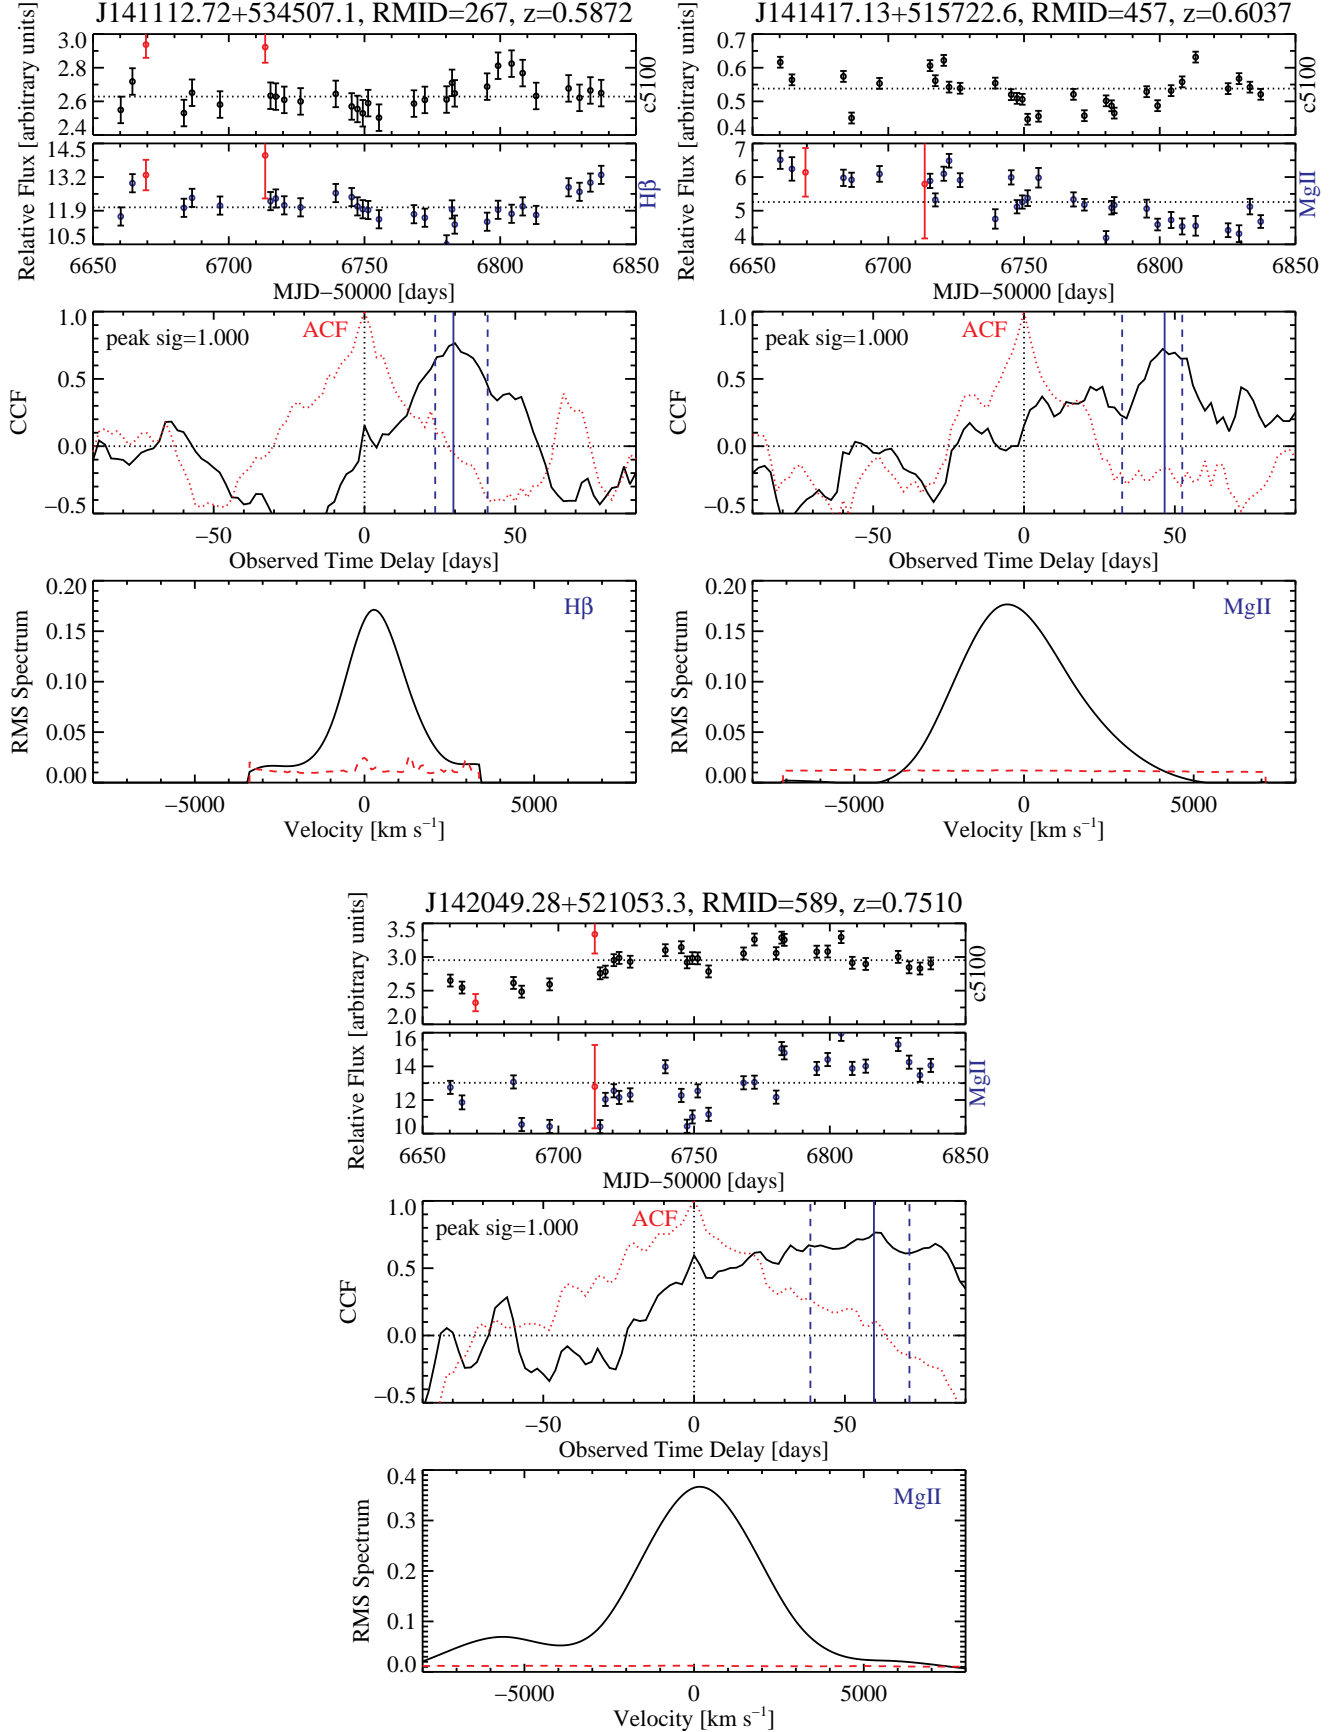 J141112.72+534507.1, RMID=267, z=0.5872
Relative Flux [arbitrary units]
3.0
2.8
2.6
2.4
c5100
14.5
13.2
11.9
10.5
Hβ
6650 6700 6750 6800 6850
MJD−50000 [days]
CCF
1.0
0.5
0.0
−0.5
peak sig=1.000
ACF
−50 0 50
Observed Time Delay [days]
RMS Spectrum
0.20
0.15
0.10
0.05
0.00
Hβ
−5000 0 5000
Velocity [km s⁻¹]
J141417.13+515722.6, RMID=457, z=0.6037
Relative Flux [arbitrary units]
0.7
0.6
0.5
0.4
c5100
7
6
5
4
MgII
6650 6700 6750 6800 6850
MJD−50000 [days]
CCF
1.0
0.5
0.0
−0.5
peak sig=1.000
ACF
−50 0 50
Observed Time Delay [days]
RMS Spectrum
0.20
0.15
0.10
0.05
0.00
MgII
−5000 0 5000
Velocity [km s⁻¹]
J142049.28+521053.3, RMID=589, z=0.7510
Relative Flux [arbitrary units]
3.5
3.0
2.5
2.0
c5100
16
14
12
10
MgII
6650 6700 6750 6800 6850
MJD−50000 [days]
CCF
1.0
0.5
0.0
−0.5
peak sig=1.000
ACF
−50 0 50
Observed Time Delay [days]
RMS Spectrum
0.4
0.3
0.2
0.1
0.0
MgII
−5000 0 5000
Velocity [km s⁻¹]